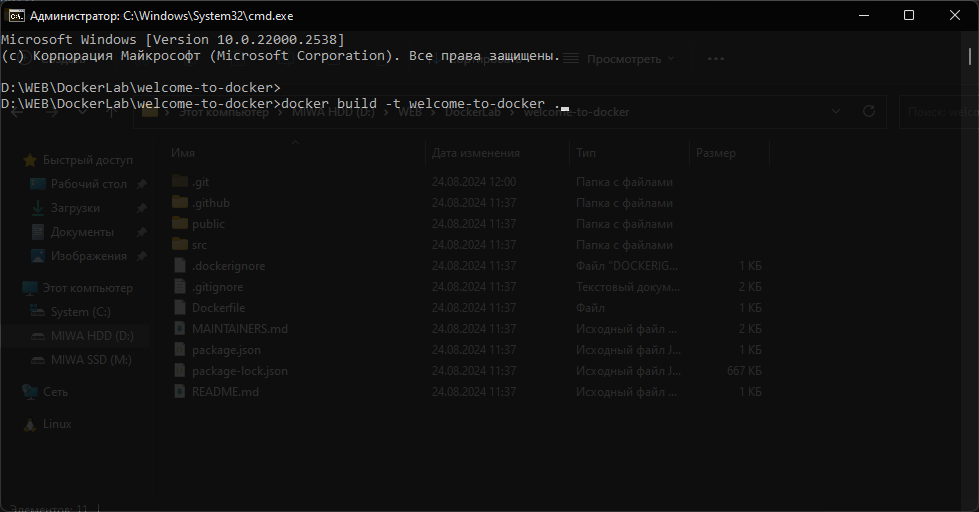 Администратор: C:\Windows\System32\cmd.exe
Microsoft Windows [Version 10.0.22000.2538]
(c) Корпорация Майкрософт (Microsoft Corporation). Все права защищены.
Просмотреть
D:\WEB\DockerLab\welcome-to-docker>
D:\WEB\DockerLab\welcome-to-docker>docker build -t welcome-to-docker .
Этот компьютер MIWA HDD (D:) WEB DockerLab welcome-to-docker Поиск: welco
Имя Дата изменения Тип Размер
Быстрый доступ
Рабочий стол
Загрузки
Документы
Изображения
Этот компьютер
System (C:)
MIWA HDD (D:)
MIWA SSD (M:)
Сеть
Linux
.git 24.08.2024 12:00 Папка с файлами
.github 24.08.2024 11:37 Папка с файлами
public 24.08.2024 11:37 Папка с файлами
src 24.08.2024 11:37 Папка с файлами
.dockerignore 24.08.2024 11:37 Файл "DOCKERIG... 1 КБ
.gitignore 24.08.2024 11:37 Текстовый докум... 2 КБ
Dockerfile 24.08.2024 11:37 Файл 1 КБ
MAINTAINERS.md 24.08.2024 11:37 Исходный файл ... 2 КБ
package.json 24.08.2024 11:37 Исходный файл J... 1 КБ
package-lock.json 24.08.2024 11:37 Исходный файл J... 667 КБ
README.md 24.08.2024 11:37 Исходный файл ... 1 КБ
Элементов: 11